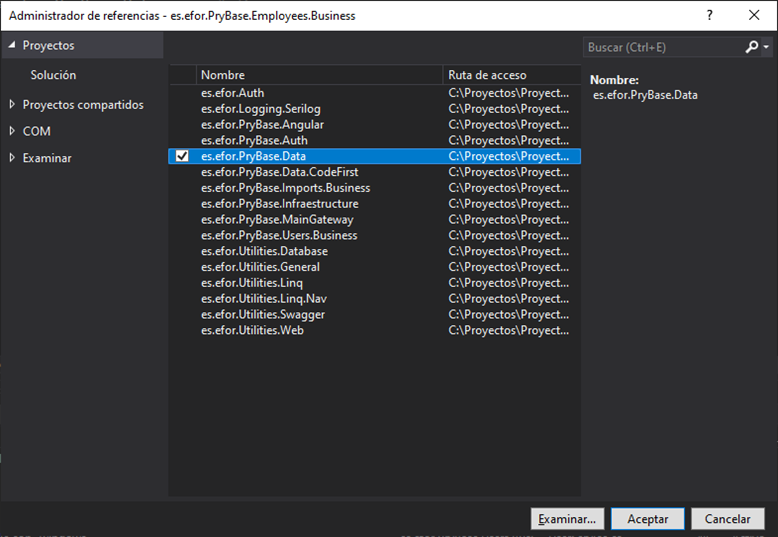 Administrador de referencias - es.efor.PryBase.Employees.Business
?
Proyectos
Solución
Proyectos compartidos
COM
Examinar
Nombre Ruta de acceso
es.efor.Auth C:\Proyectos\Proyect...
es.efor.Logging.Serilog C:\Proyectos\Proyect...
es.efor.PryBase.Angular C:\Proyectos\Proyect...
es.efor.PryBase.Auth C:\Proyectos\Proyect...
es.efor.PryBase.Data C:\Proyectos\Proyect...
es.efor.PryBase.Data.CodeFirst C:\Proyectos\Proyect...
es.efor.PryBase.Imports.Business C:\Proyectos\Proyect...
es.efor.PryBase.Infraestructure C:\Proyectos\Proyect...
es.efor.PryBase.MainGateway C:\Proyectos\Proyect...
es.efor.PryBase.Users.Business C:\Proyectos\Proyect...
es.efor.Utilities.Database C:\Proyectos\Proyect...
es.efor.Utilities.General C:\Proyectos\Proyect...
es.efor.Utilities.Linq C:\Proyectos\Proyect...
es.efor.Utilities.Linq.Nav C:\Proyectos\Proyect...
es.efor.Utilities.Swagger C:\Proyectos\Proyect...
es.efor.Utilities.Web C:\Proyectos\Proyect...
Buscar (Ctrl+E)
Nombre:
es.efor.PryBase.Data
Examinar... Aceptar Cancelar